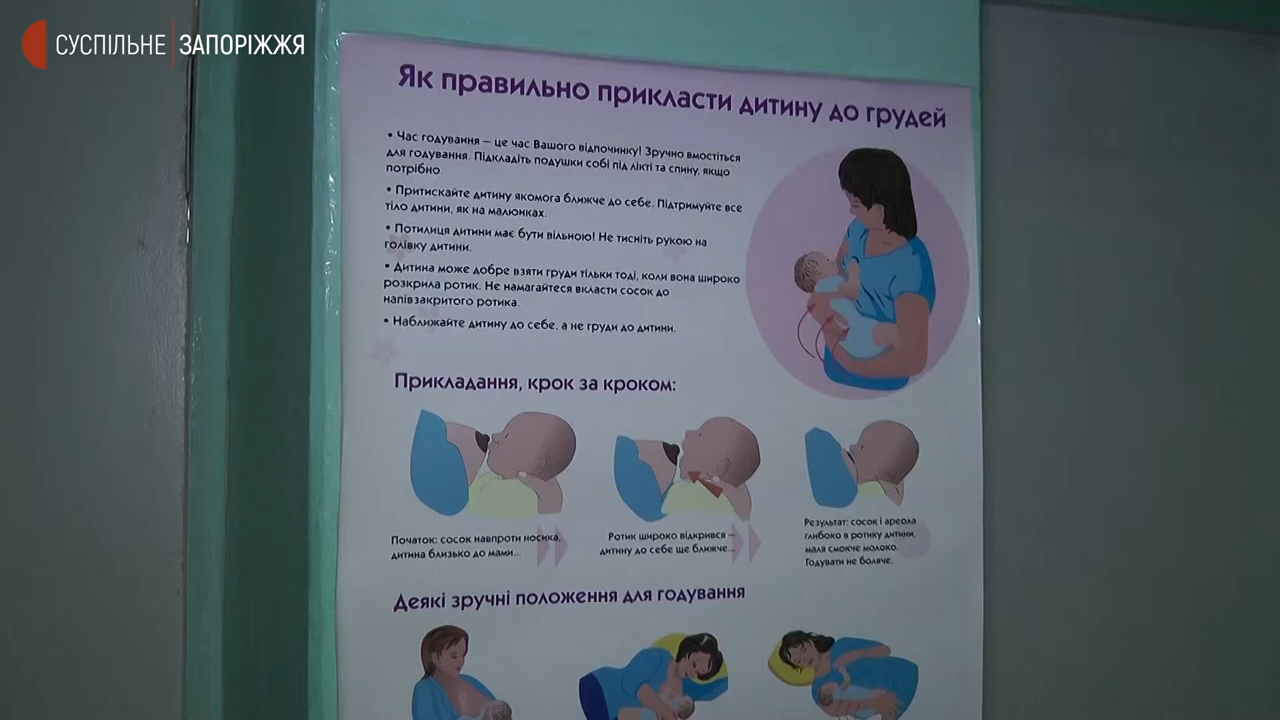 СУСПІЛЬНЕ ЗАПОРІЖЖЯ
Як правильно прикласти дитину до грудей
• Час годування – це час Вашого відпочинку! Зручно вмостіться
для годування. Підкладіть подушки собі під лікті та спину, якщо
потрібно
• Притискайте дитину якомога ближче до себе. Підтримуйте все
тіло дитини, як на малюнках.
• Потилиця дитини має бути вільною! Не тисніть рукою на
голівку дитини.
• Дитина може добре взяти груди тільки тоді, коли вона широко
розкрила ротик. Не намагайтеся вкласти сосок до
напівзакритого ротика.
• Наближайте дитину до себе, а не груди до дитини.
Прикладання, крок за кроком:
Початок: сосок навпроти носика,
дитина близько до мами...
Ротик широко відкрився –
дитину до себе ще ближче...
Результат: сосок і ареола
глибоко в ротику дитини,
маля смокче молоко.
Годувати не боляче.
Деякі зручні положення для годування